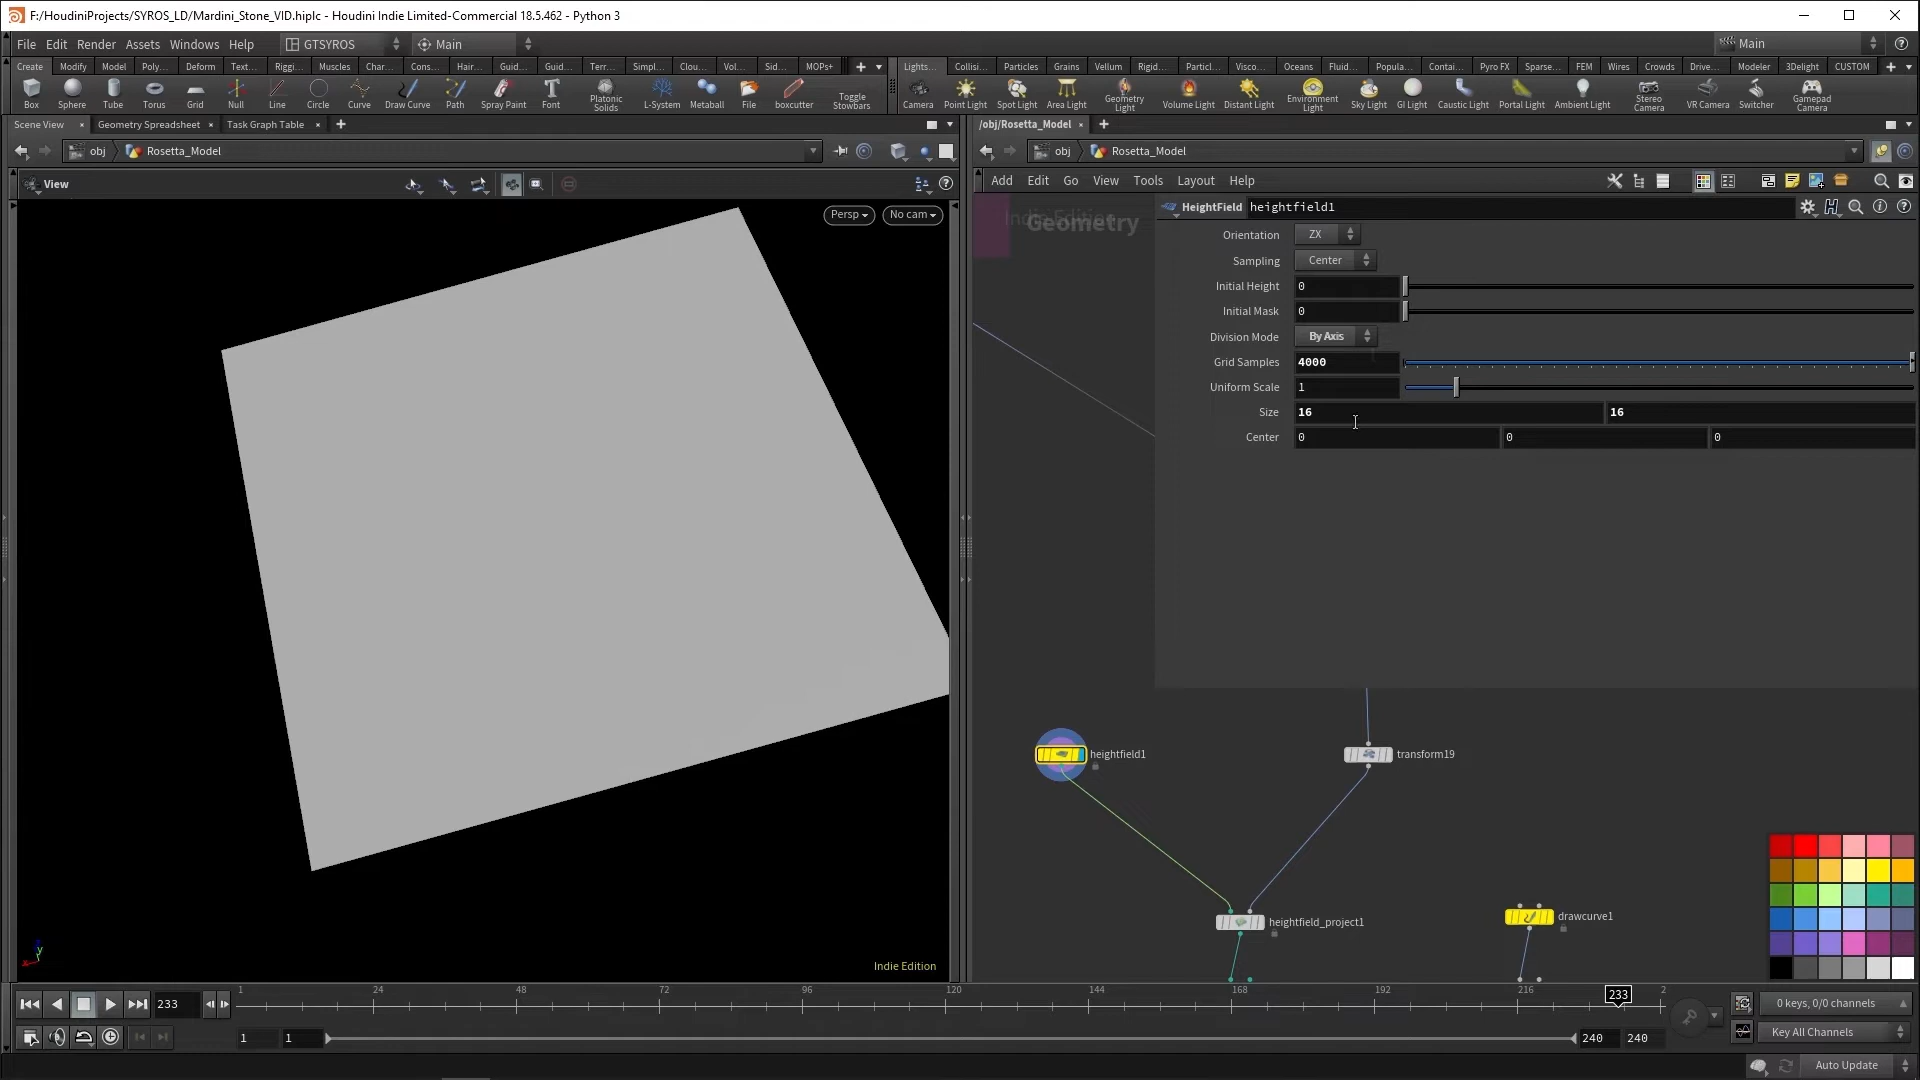 F:/HoudiniProjects/SYROS_LD/Mardini_Stone_VID.hiplc - Houdini Indie Limited-Commercial 18.5.462 - Python 3
File Edit Render Assets Windows Help GTSYROS Main Main
Create Modify Model Poly... Deform Text... Riggi... Muscles Chara... Cons... Hair... Guid... Guid... Terr... Simpl... Clou... Vol... Sid... MOPs+ Lights... Collisi... Particles Grains Vellum Rigid... Particl... Visco... Oceans Fluid... Popula... Contai... Pyro FX Sparse... FEM Wires Crowds Drive... Modeler 3Delight CUSTOM
Box Sphere Tube Torus Grid Null Line Circle Curve Draw Curve Path Spray Paint Font Platonic Solids L-System Metaball File boxcutter Toggle Stowbars Camera Point Light Spot Light Area Light Geometry Light Volume Light Distant Light Environment Light Sky Light GI Light Caustic Light Portal Light Ambient Light Stereo Camera VR Camera Switcher Gamepad Camera
Scene View × Geometry Spreadsheet × Task Graph Table × /obj/Rosetta_Model ×
obj Rosetta_Model obj Rosetta_Model
View Add Edit Go View Tools Layout Help
Persp No cam
Indie Edition
Geometry
HeightField heightfield1
Orientation ZX
Sampling Center
Initial Height 0
Initial Mask 0
Division Mode By Axis
Grid Samples 4000
Uniform Scale 1
Size 16 16
Center 0 0 0
heightfield1 transform19
heightfield_project1 drawcurve1
Indie Edition
233 1 24 48 72 96 120 144 168 192 216 233 2
0 keys, 0/0 channels
1 1 240 240 Key All Channels
Auto Update